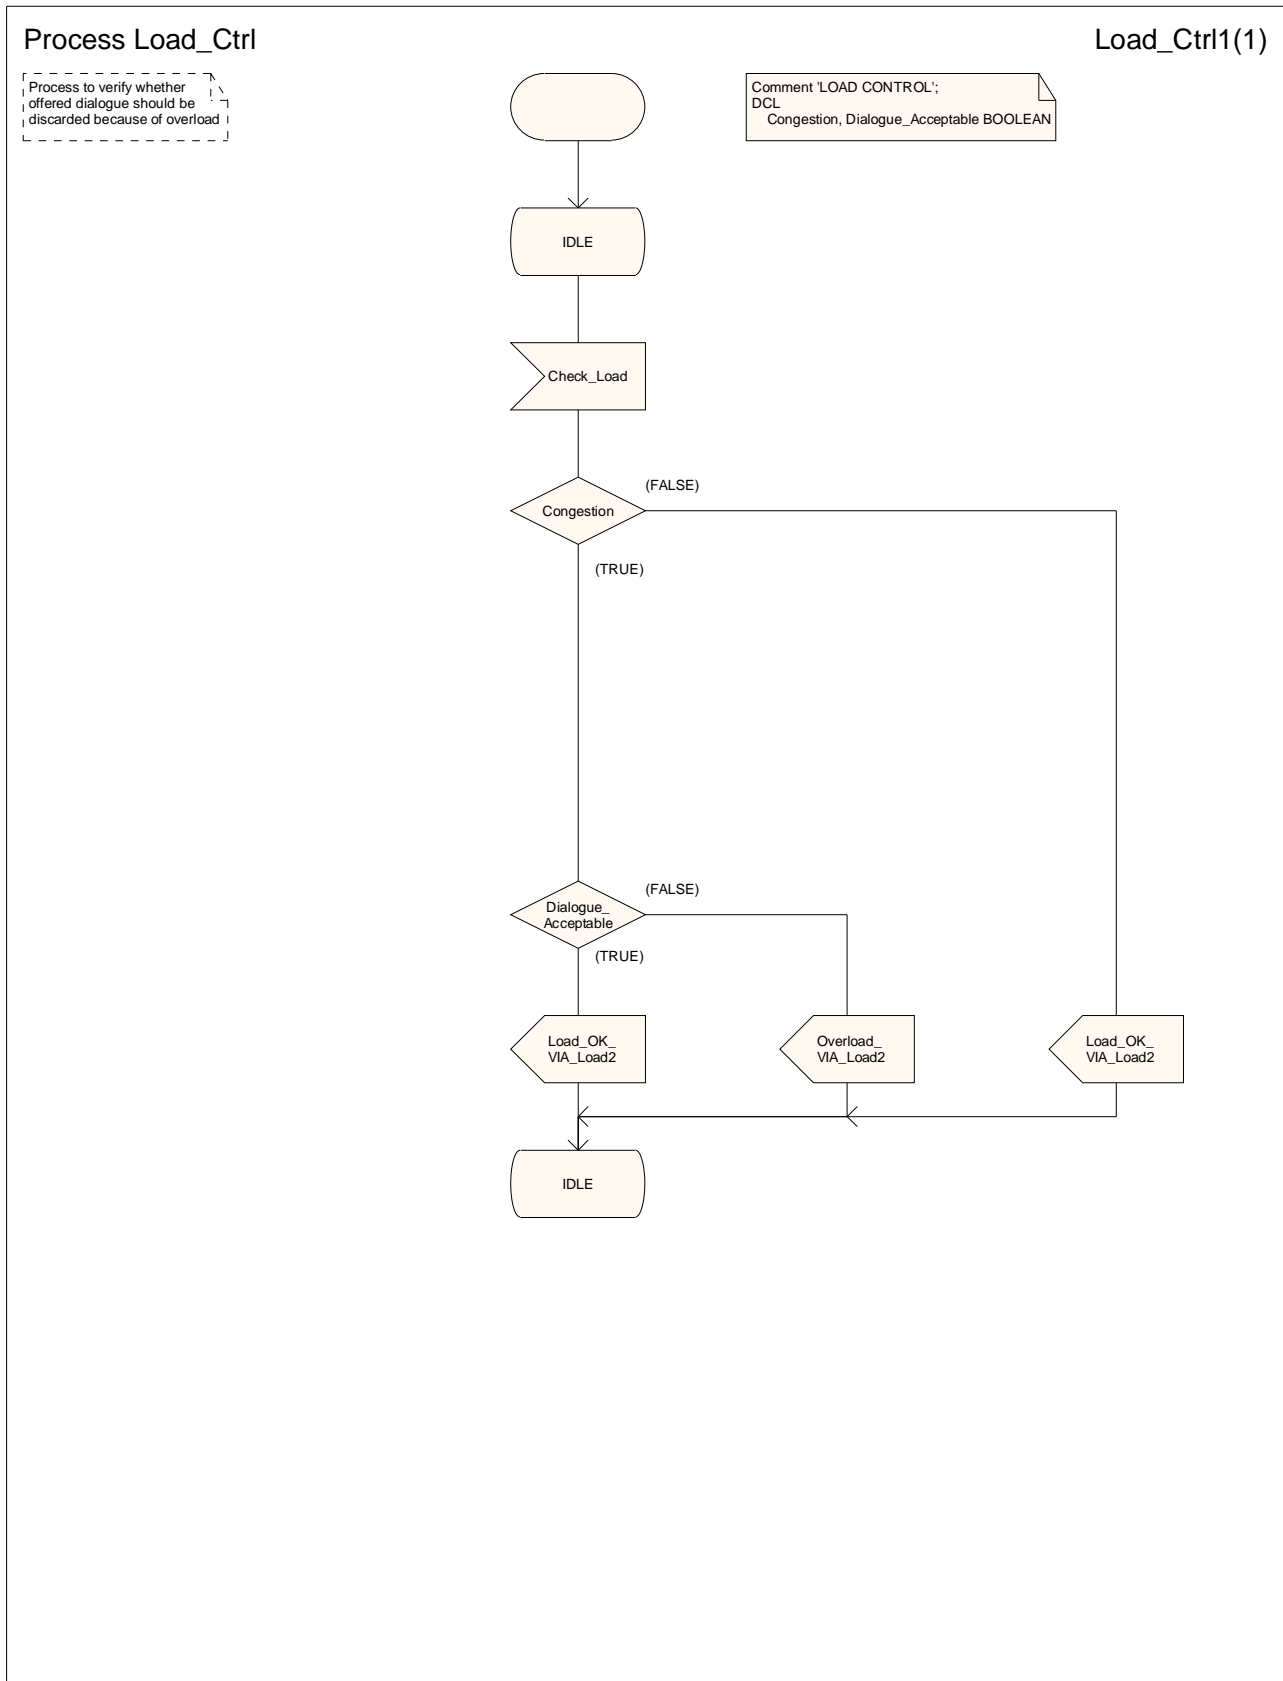 Process Load_Ctrl
Load_Ctrl1(1)
Process to verify whether
offered dialogue should be
discarded because of overload
Comment 'LOAD CONTROL';
DCL
Congestion, Dialogue_Acceptable BOOLEAN
IDLE
Check_Load
(FALSE)
Congestion
(TRUE)
(FALSE)
Dialogue_
Acceptable
(TRUE)
Load_OK_
VIA_Load2
Overload_
VIA_Load2
Load_OK_
VIA_Load2
IDLE